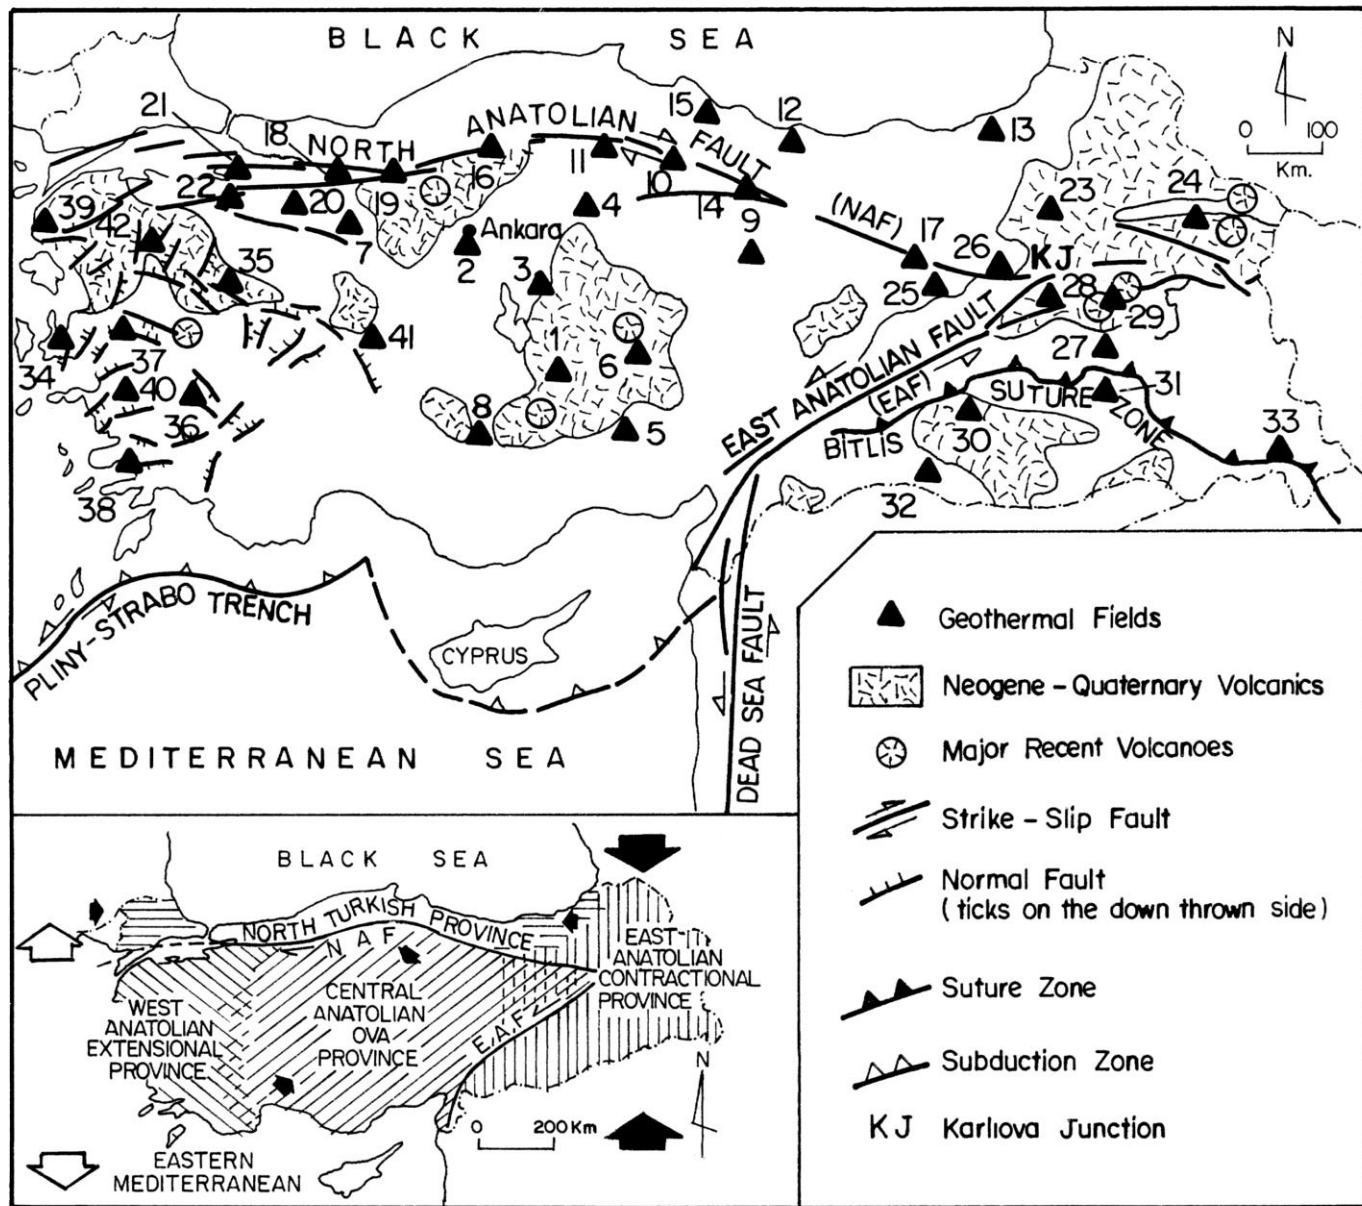 BLACK SEA
N
0 100
Km.
21
18
NORTH
ANATOLIAN
FAULT
15
12
13
11
10
14
9
16
19
20
22
7
39
42
35
4
Ankara
2
3
(NAF)
17
26
KJ
23
24
25
28
29
27
31
33
34
37
40
36
38
41
1
6
8
5
EAST ANATOLIAN FAULT
(EAF)
BITLIS
SUTURE
ZONE
30
32
PLINY-STRABO TRENCH
CYPRUS
DEAD SEA FAULT
MEDITERRANEAN SEA
Geothermal Fields
Neogene - Quaternary Volcanics
Major Recent Volcanoes
Strike - Slip Fault
Normal Fault
( ticks on the down thrown side)
Suture Zone
Subduction Zone
KJ Karlıova Junction
BLACK SEA
NORTH TURKISH PROVINCE
N A F
EAST-
ANATOLIAN
CONTRACTIONAL
PROVINCE
WEST
ANATOLIAN
EXTENSIONAL
PROVINCE
CENTRAL
ANATOLIAN
OVA
PROVINCE
E.A.F.
N
0 200 Km
EASTERN
MEDITERRANEAN